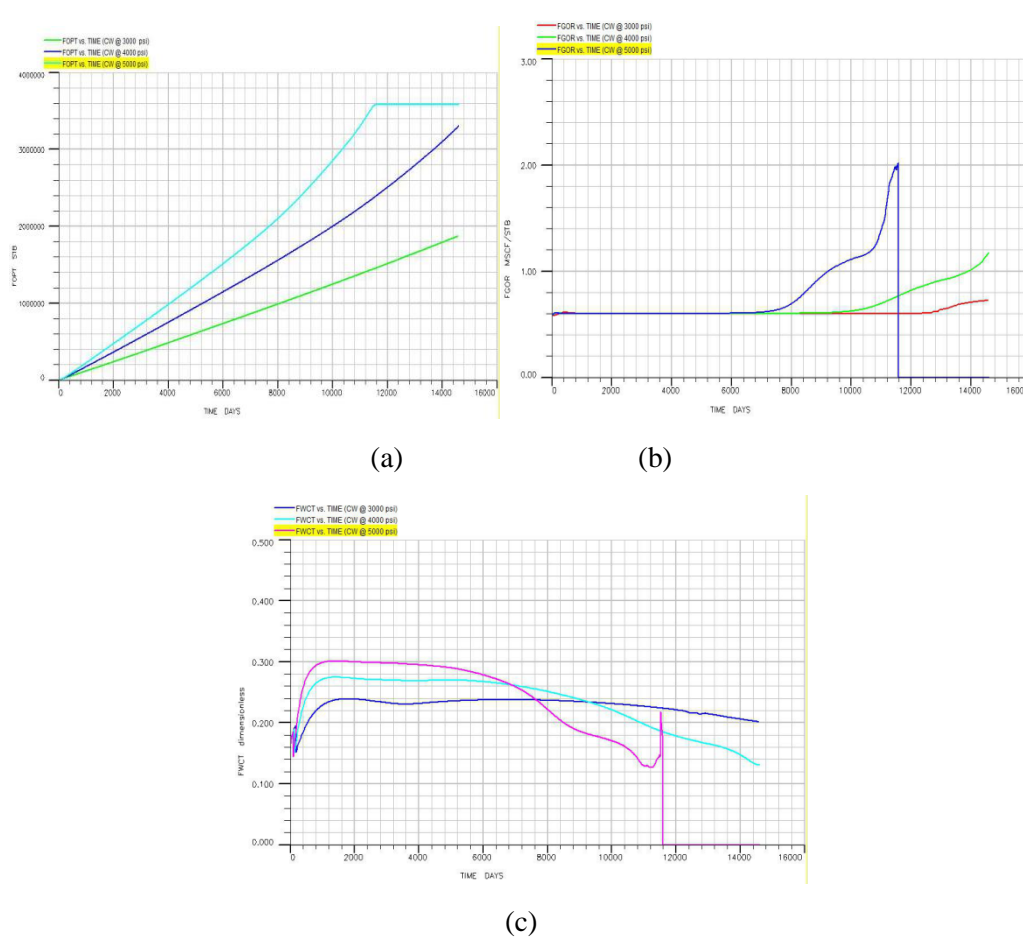 FOPT vs. TIME (CW @ 3000 psi)
FOPT vs. TIME (CW @ 4000 psi)
FOPT vs. TIME (CW @ 5000 psi)
4000000
3000000
2000000
1000000
0
FOPT STB
0 2000 4000 6000 8000 10000 12000 14000 16000
TIME DAYS
(a)
FGOR vs. TIME (CW @ 3000 psi)
FGOR vs. TIME (CW @ 4000 psi)
FGOR vs. TIME (CW @ 5000 psi)
3.00
2.00
1.00
0.00
FGOR MSCF/STB
0 2000 4000 6000 8000 10000 12000 14000 1600
TIME DAYS
(b)
FWCT vs. TIME (CW @ 3000 psi)
FWCT vs. TIME (CW @ 4000 psi)
FWCT vs. TIME (CW @ 5000 psi)
0.500
0.400
0.300
0.200
0.100
0.000
FWCT dimensionless
0 2000 4000 6000 8000 10000 12000 14000 16000
TIME DAYS
(c)